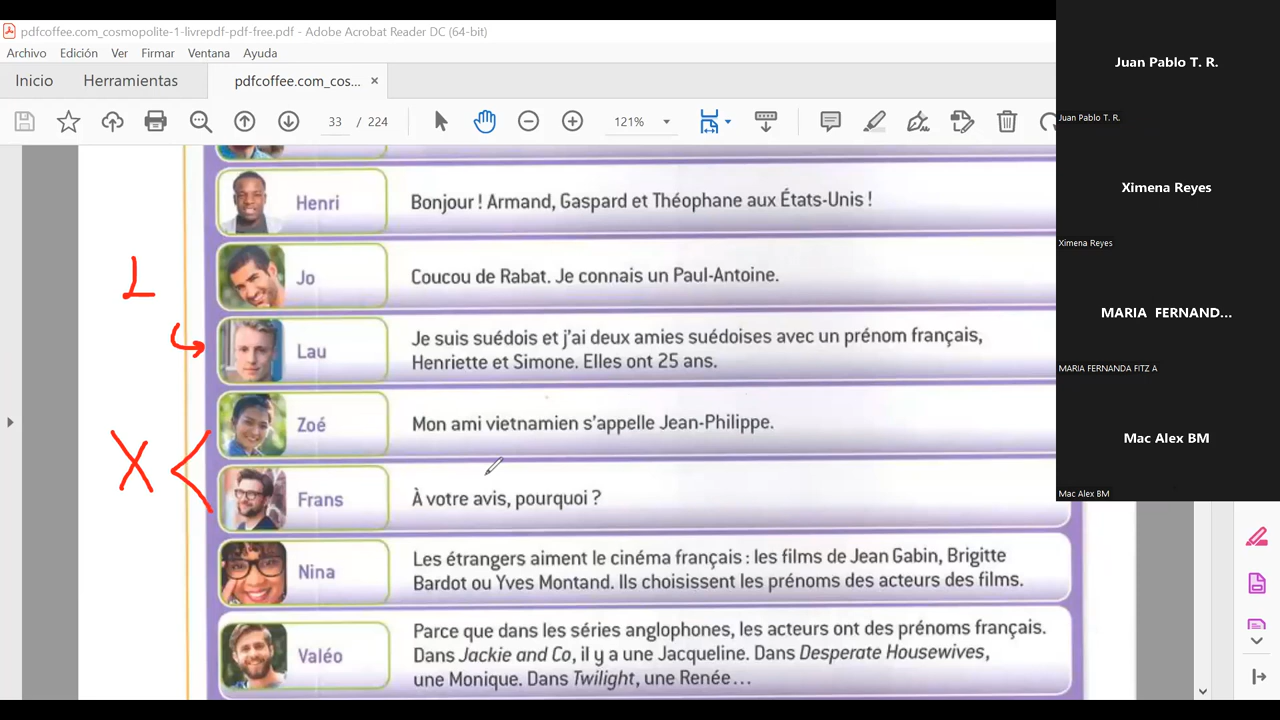 pdfcoffee.com_cosmopolite-1-livrepdf-pdf-free.pdf - Adobe Acrobat Reader DC (64-bit)
Archivo Edición Ver Firmar Ventana Ayuda
Inicio Herramientas pdfcoffee.com_cos... ×
33 / 224 121%
Henri Bonjour ! Armand, Gaspard et Théophane aux États-Unis !
L
Jo Coucou de Rabat. Je connais un Paul-Antoine.
Lau Je suis suédois et j'ai deux amies suédoises avec un prénom français,
Henriette et Simone. Elles ont 25 ans.
X
Zoé Mon ami vietnamien s'appelle Jean-Philippe.
Frans À votre avis, pourquoi ?
Nina Les étrangers aiment le cinéma français : les films de Jean Gabin, Brigitte
Bardot ou Yves Montand. Ils choisissent les prénoms des acteurs des films.
Valéo Parce que dans les séries anglophones, les acteurs ont des prénoms français.
Dans Jackie and Co, il y a une Jacqueline. Dans Desperate Housewives,
une Monique. Dans Twilight, une Renée…
Juan Pablo T. R.
Juan Pablo T. R.
Ximena Reyes
Ximena Reyes
MARIA FERNAND...
MARIA FERNANDA FITZ A
Mac Alex BM
Mac Alex BM